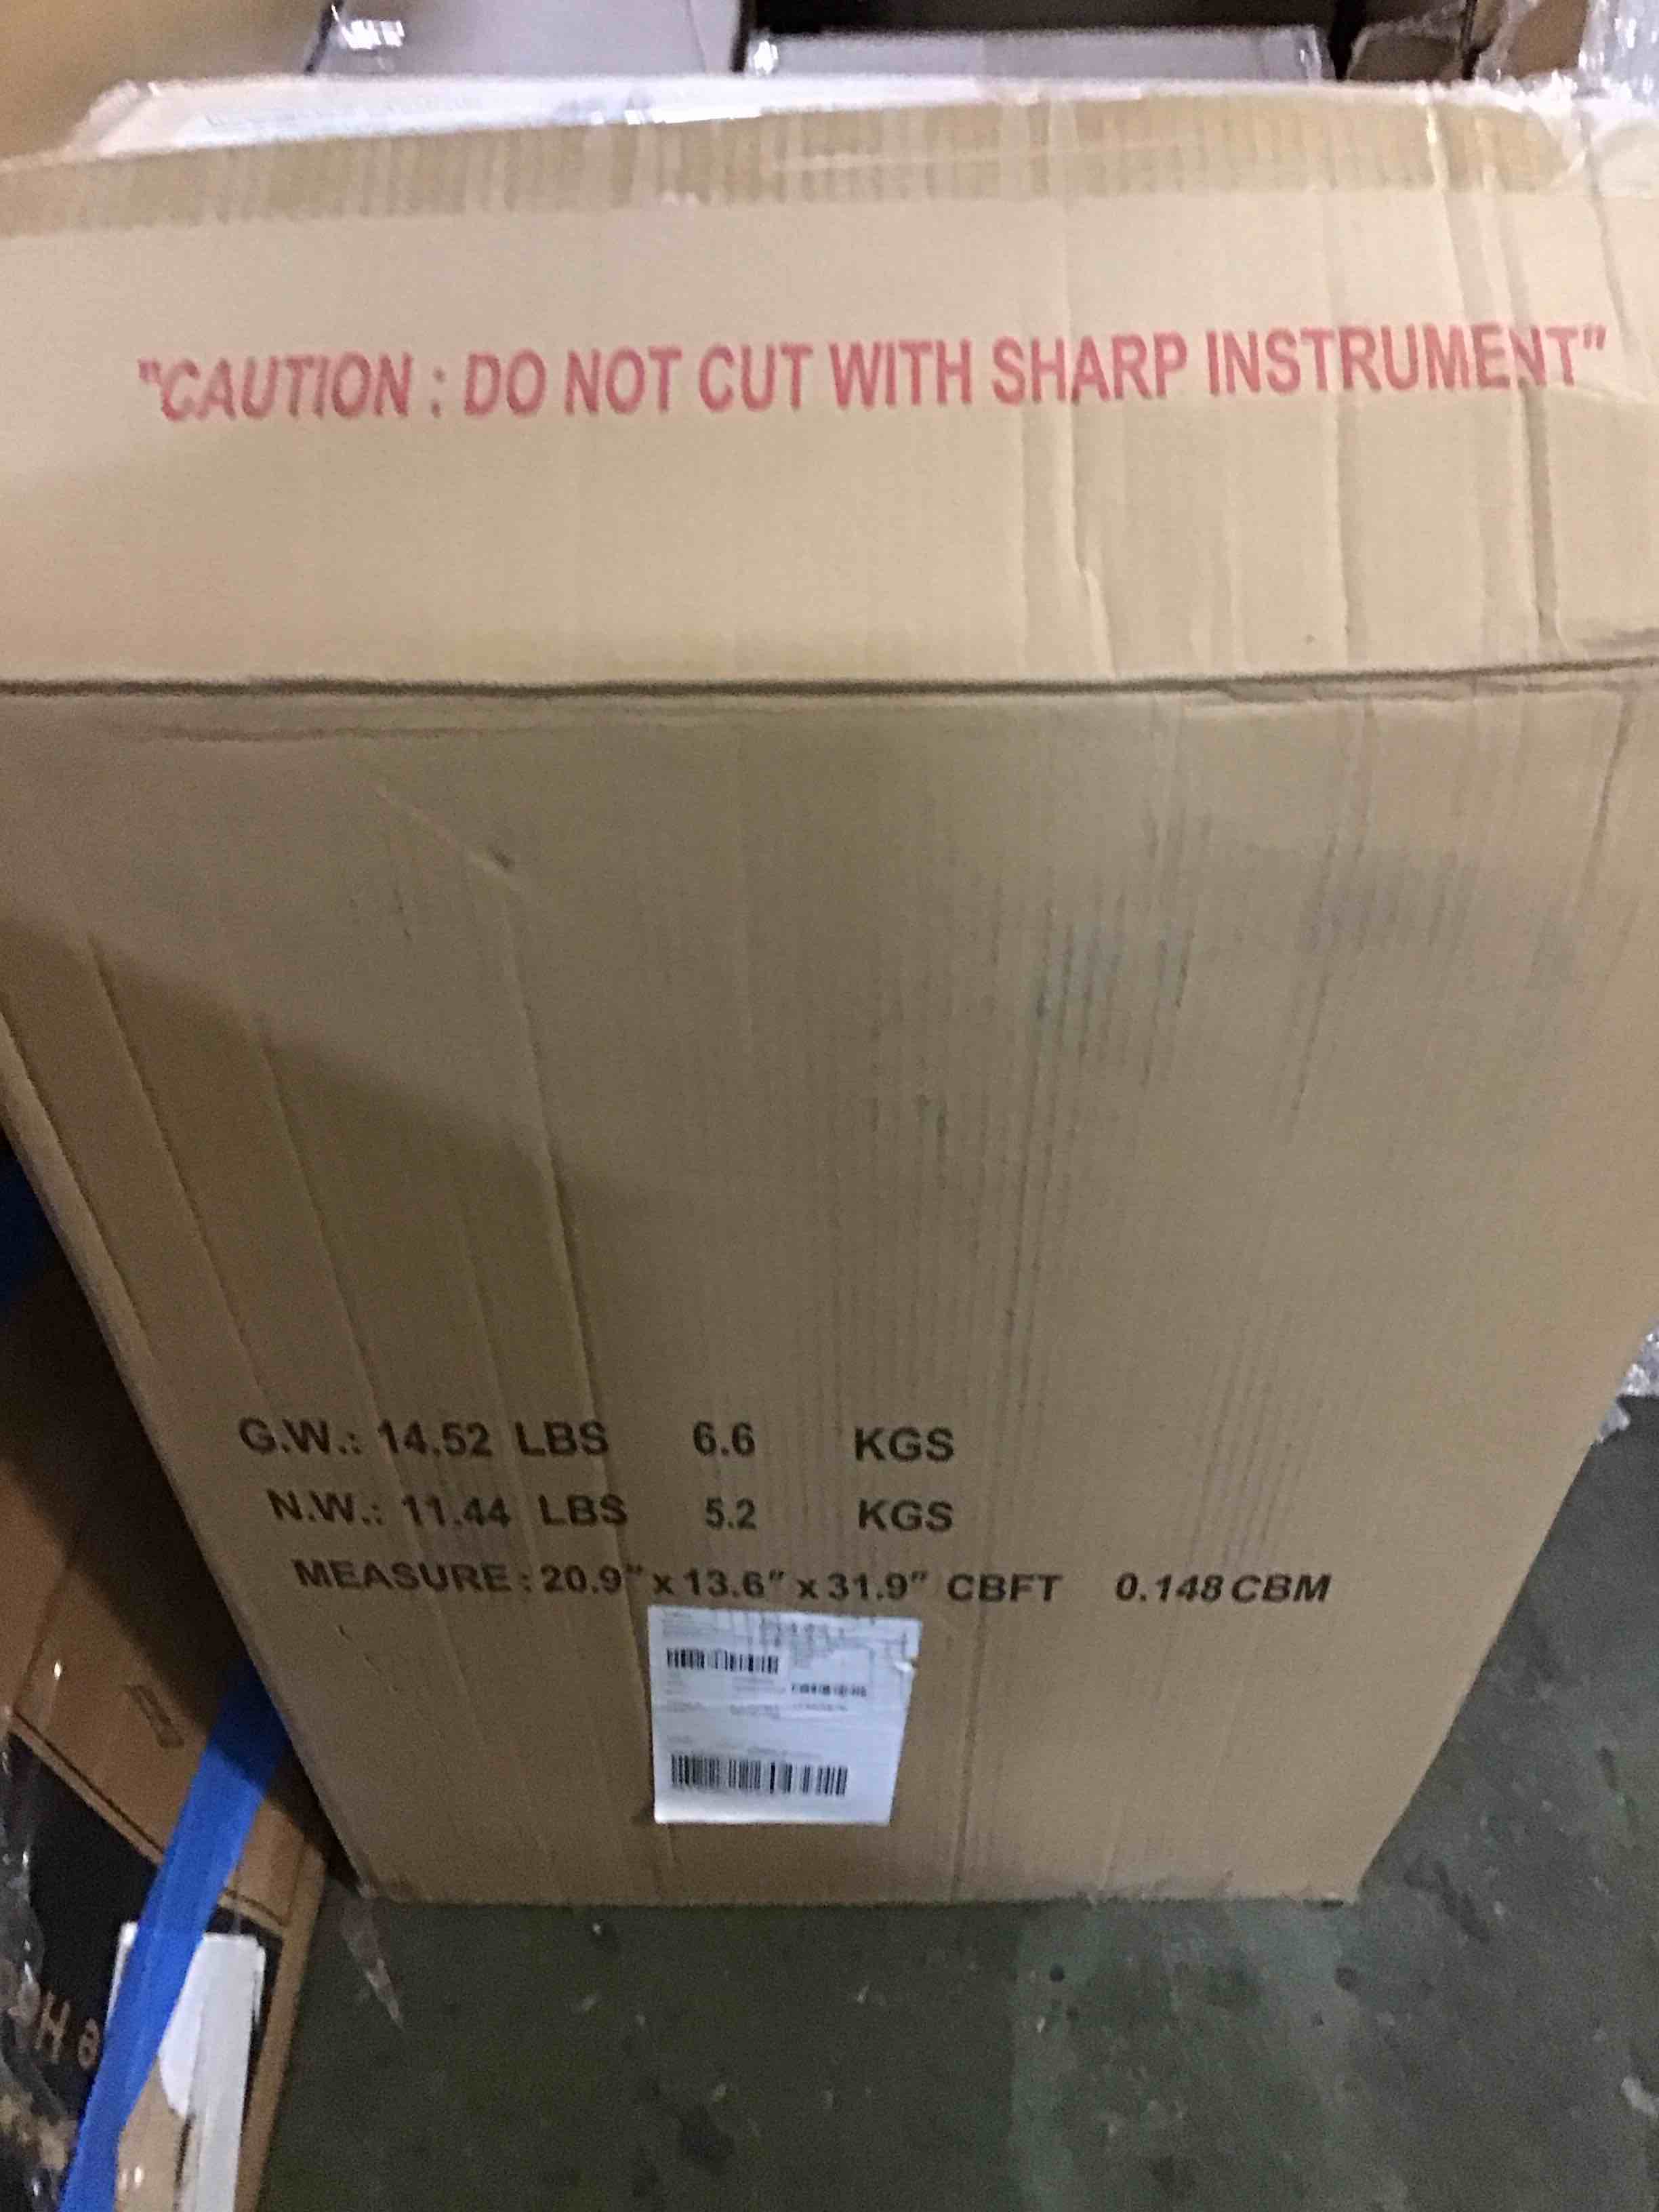 "CAUTION : DO NOT CUT WITH SHARP INSTRUMENT"
G.W.: 14.52 LBS 6.6 KGS
N.W.: 11.44 LBS 5.2 KGS
MEASURE : 20.9" x 13.6" x 31.9" CBFT 0.148 CBM